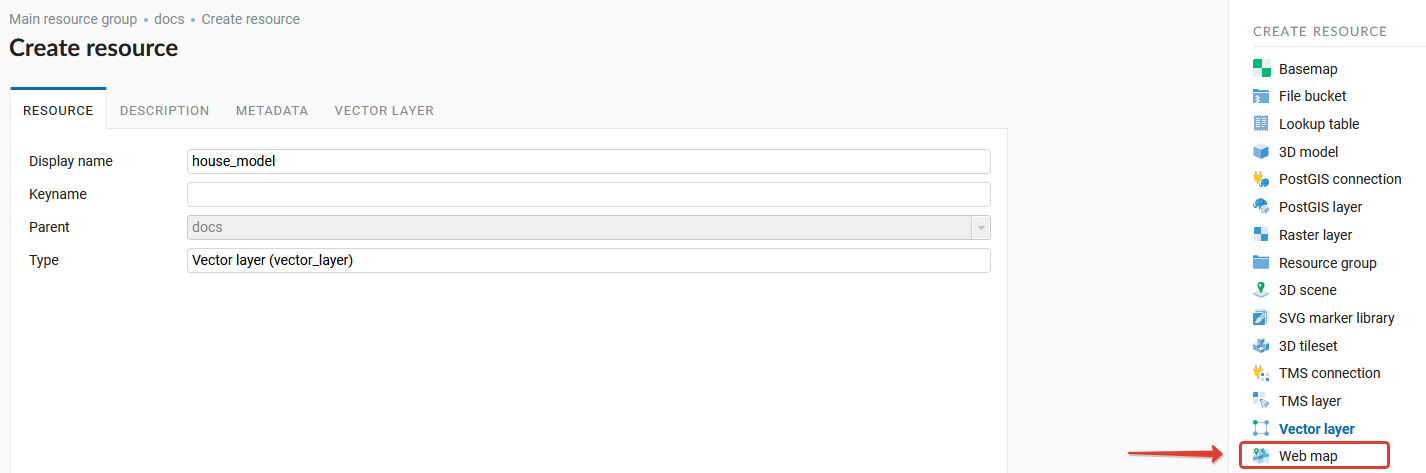 Main resource group • docs • Create resource
Create resource
RESOURCE DESCRIPTION METADATA VECTOR LAYER
Display name house_model
Keyname
Parent docs
Type Vector layer (vector_layer)
CREATE RESOURCE
Basemap
File bucket
Lookup table
3D model
PostGIS connection
PostGIS layer
Raster layer
Resource group
3D scene
SVG marker library
3D tileset
TMS connection
TMS layer
Vector layer
Web map